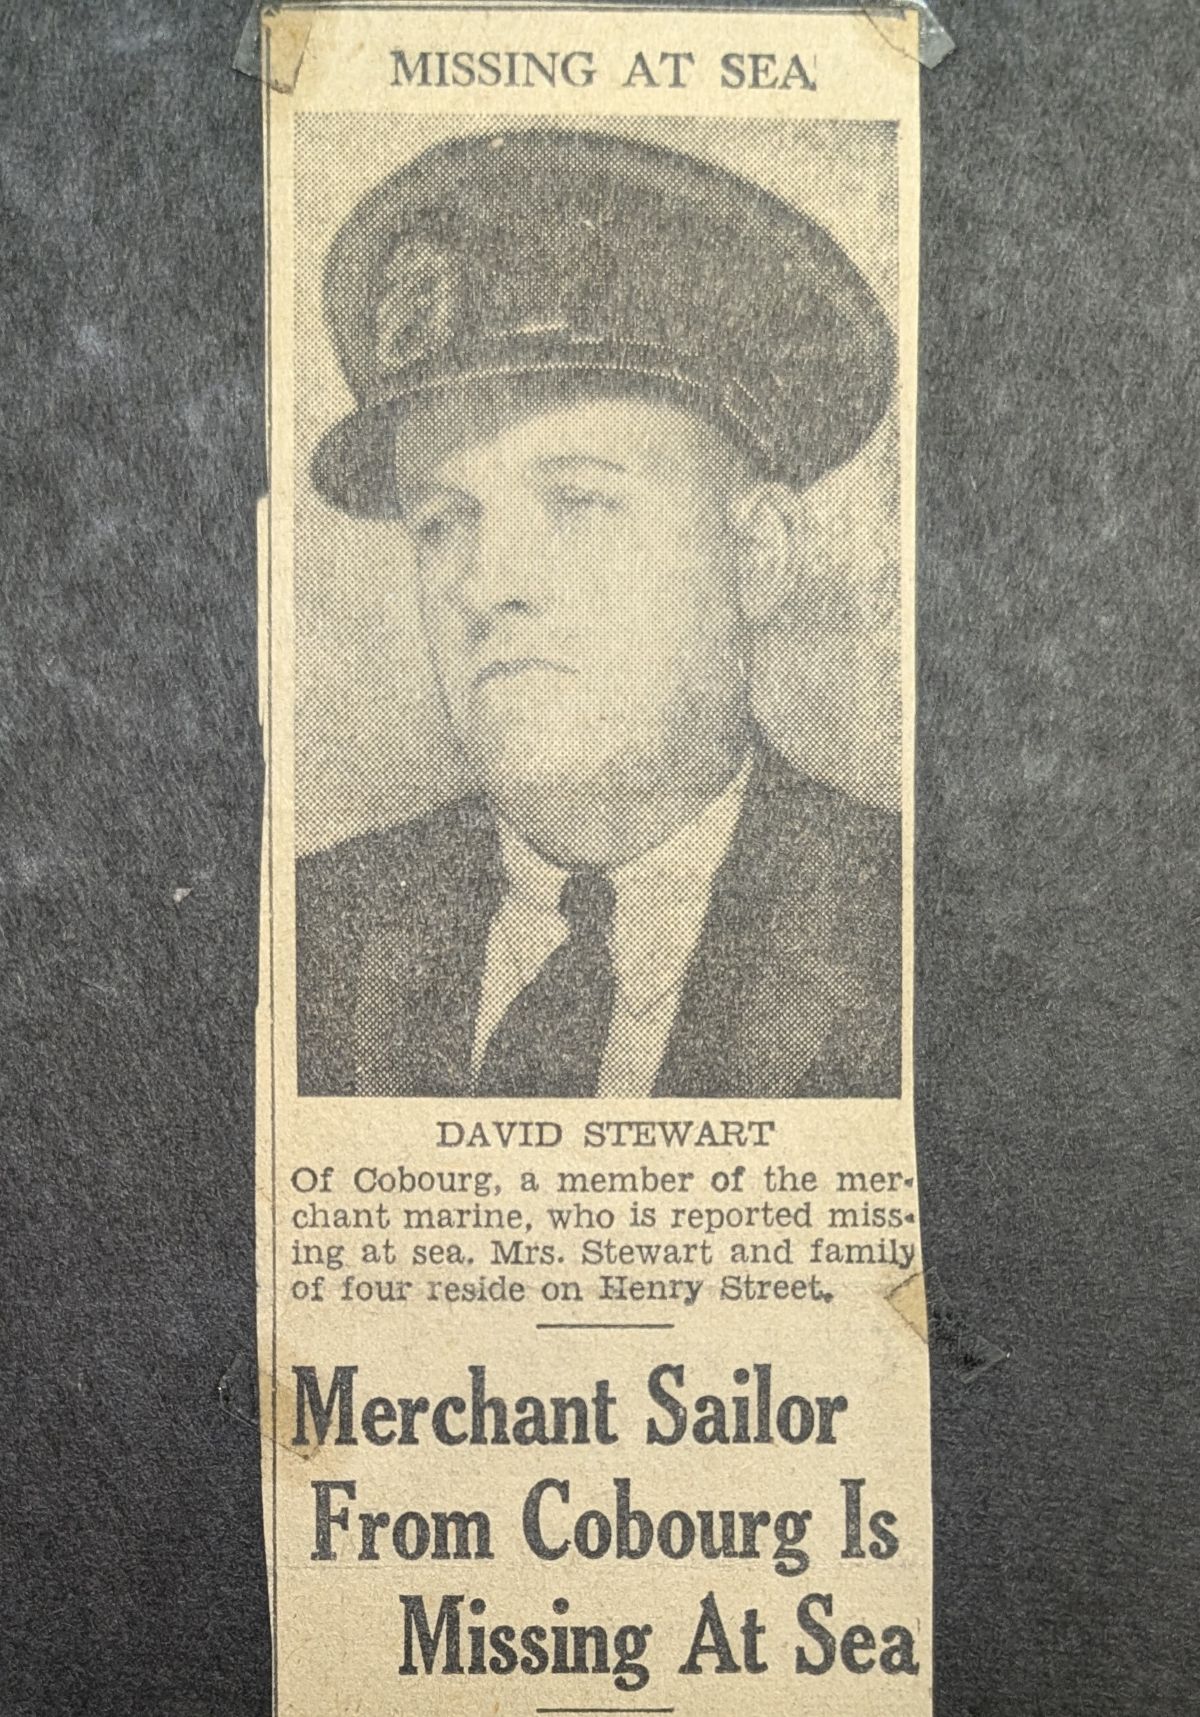 MISSING AT SEA
DAVID STEWART
Of Cobourg, a member of the mer-
chant marine, who is reported miss-
ing at sea. Mrs. Stewart and family
of four reside on Henry Street.
Merchant Sailor
From Cobourg Is
Missing At Sea